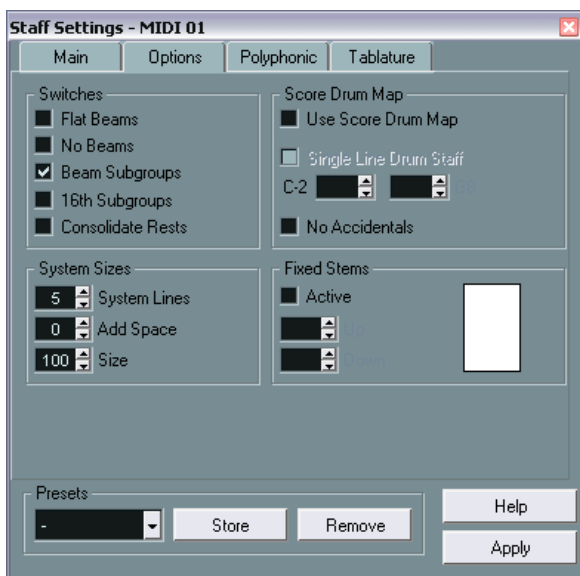 Staff Settings - MIDI 01
Main Options Polyphonic Tablature
Switches
Flat Beams
No Beams
Beam Subgroups
16th Subgroups
Consolidate Rests
Score Drum Map
Use Score Drum Map
Single Line Drum Staff
C-2
No Accidentals
System Sizes
5 System Lines
0 Add Space
100 Size
Fixed Stems
Active
Up
Down
Presets
- Store Remove
Help
Apply